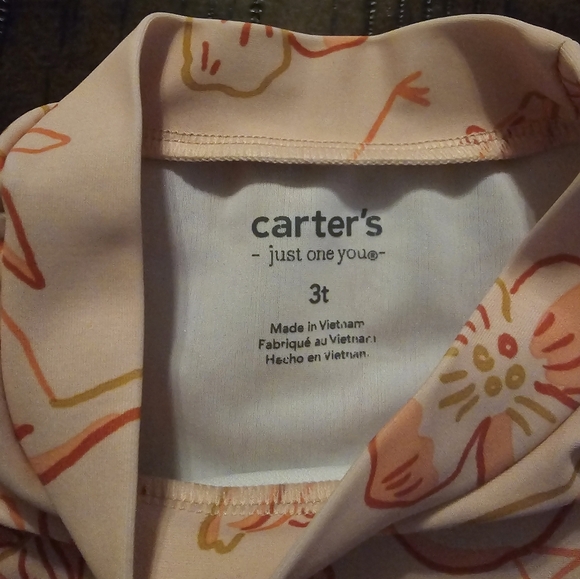 carter's
- just one you®-
3t
Made in Vietnam
Fabriqué au Vietnam
Hecho en Vietnam